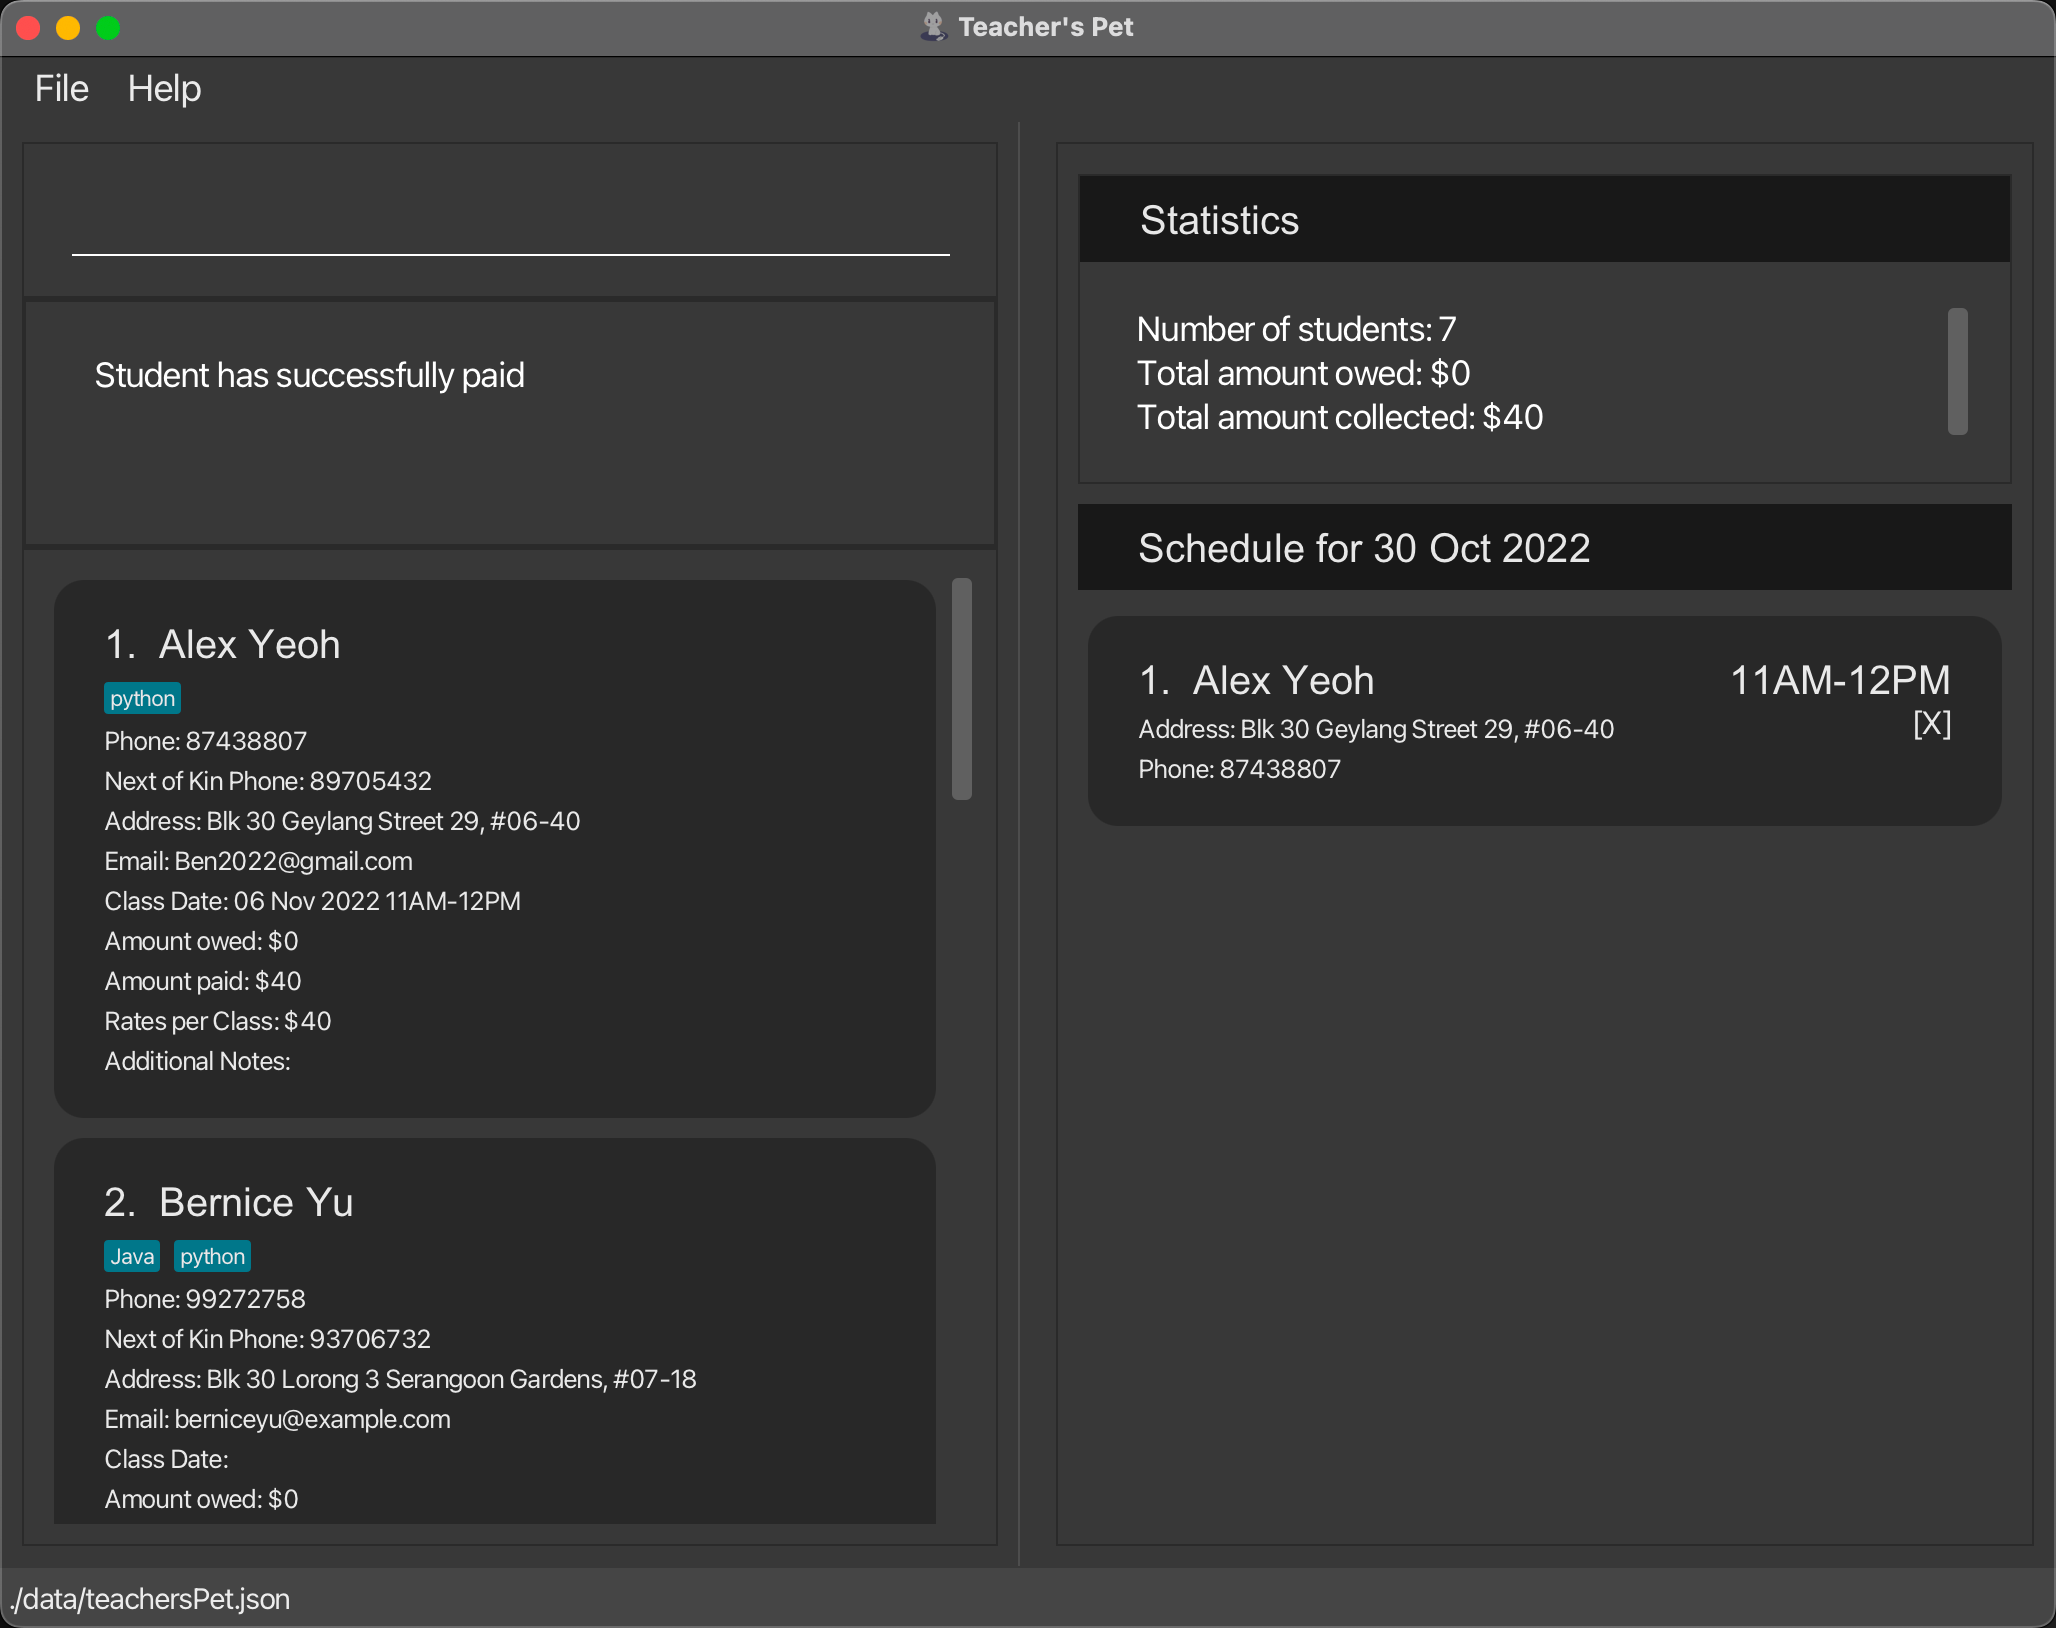 Teacher's Pet
File Help
Student has successfully paid
1. Alex Yeoh
python
Phone: 87438807
Next of Kin Phone: 89705432
Address: Blk 30 Geylang Street 29, #06-40
Email: Ben2022@gmail.com
Class Date: 06 Nov 2022 11AM-12PM
Amount owed: $0
Amount paid: $40
Rates per Class: $40
Additional Notes:
2. Bernice Yu
Java python
Phone: 99272758
Next of Kin Phone: 93706732
Address: Blk 30 Lorong 3 Serangoon Gardens, #07-18
Email: berniceyu@example.com
Class Date:
Amount owed: $0
Statistics
Number of students: 7
Total amount owed: $0
Total amount collected: $40
Schedule for 30 Oct 2022
1. Alex Yeoh 11AM-12PM
[X]
Address: Blk 30 Geylang Street 29, #06-40
Phone: 87438807
./data/teachersPet.json